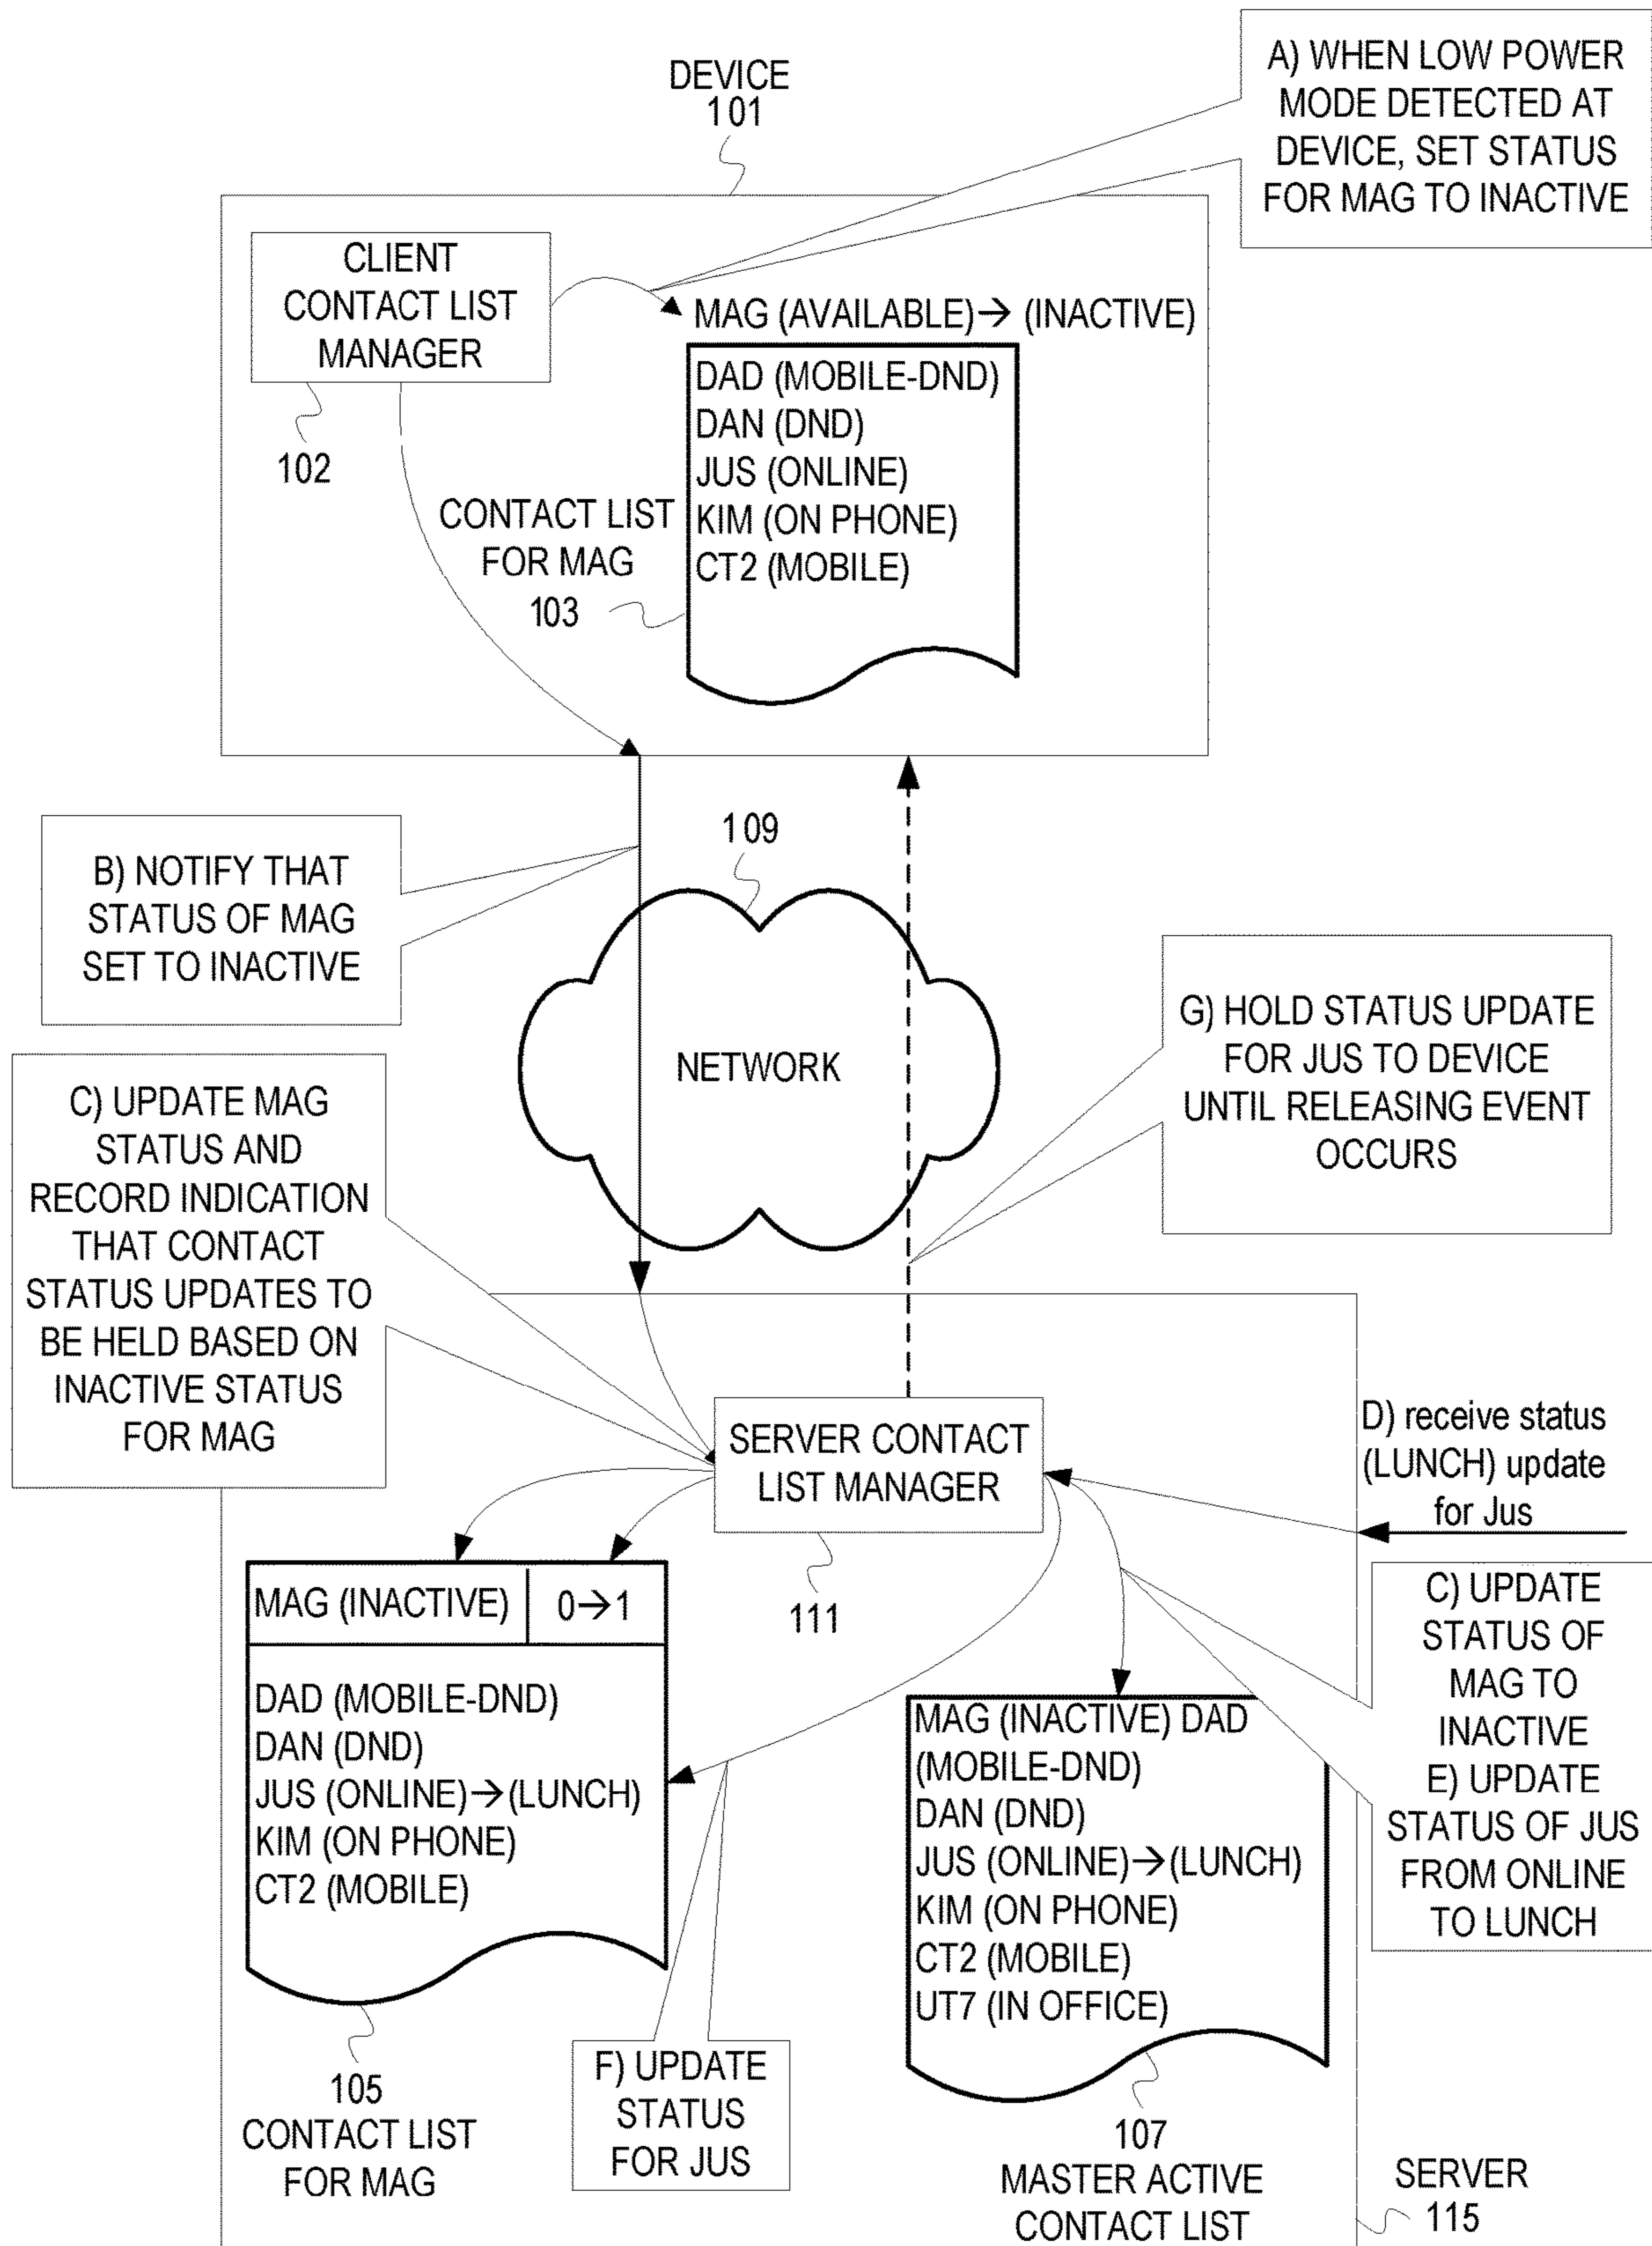 DEVICE
101
A) WHEN LOW POWER
MODE DETECTED AT
DEVICE, SET STATUS
FOR MAG TO INACTIVE
CLIENT
CONTACT LIST
MANAGER
102
MAG (AVAILABLE)→ (INACTIVE)
DAD (MOBILE-DND)
DAN (DND)
JUS (ONLINE)
KIM (ON PHONE)
CT2 (MOBILE)
CONTACT LIST
FOR MAG
103
B) NOTIFY THAT
STATUS OF MAG
SET TO INACTIVE
109
NETWORK
G) HOLD STATUS UPDATE
FOR JUS TO DEVICE
UNTIL RELEASING EVENT
OCCURS
C) UPDATE MAG
STATUS AND
RECORD INDICATION
THAT CONTACT
STATUS UPDATES TO
BE HELD BASED ON
INACTIVE STATUS
FOR MAG
SERVER CONTACT
LIST MANAGER
111
D) receive status
(LUNCH) update
for Jus
C) UPDATE
STATUS OF
MAG TO
INACTIVE
E) UPDATE
STATUS OF JUS
FROM ONLINE
TO LUNCH
MAG (INACTIVE) 0→1
DAD (MOBILE-DND)
DAN (DND)
JUS (ONLINE)→(LUNCH)
KIM (ON PHONE)
CT2 (MOBILE)
105
CONTACT LIST
FOR MAG
F) UPDATE
STATUS
FOR JUS
MAG (INACTIVE) DAD
(MOBILE-DND)
DAN (DND)
JUS (ONLINE)→(LUNCH)
KIM (ON PHONE)
CT2 (MOBILE)
UT7 (IN OFFICE)
107
MASTER ACTIVE
CONTACT LIST
SERVER
115